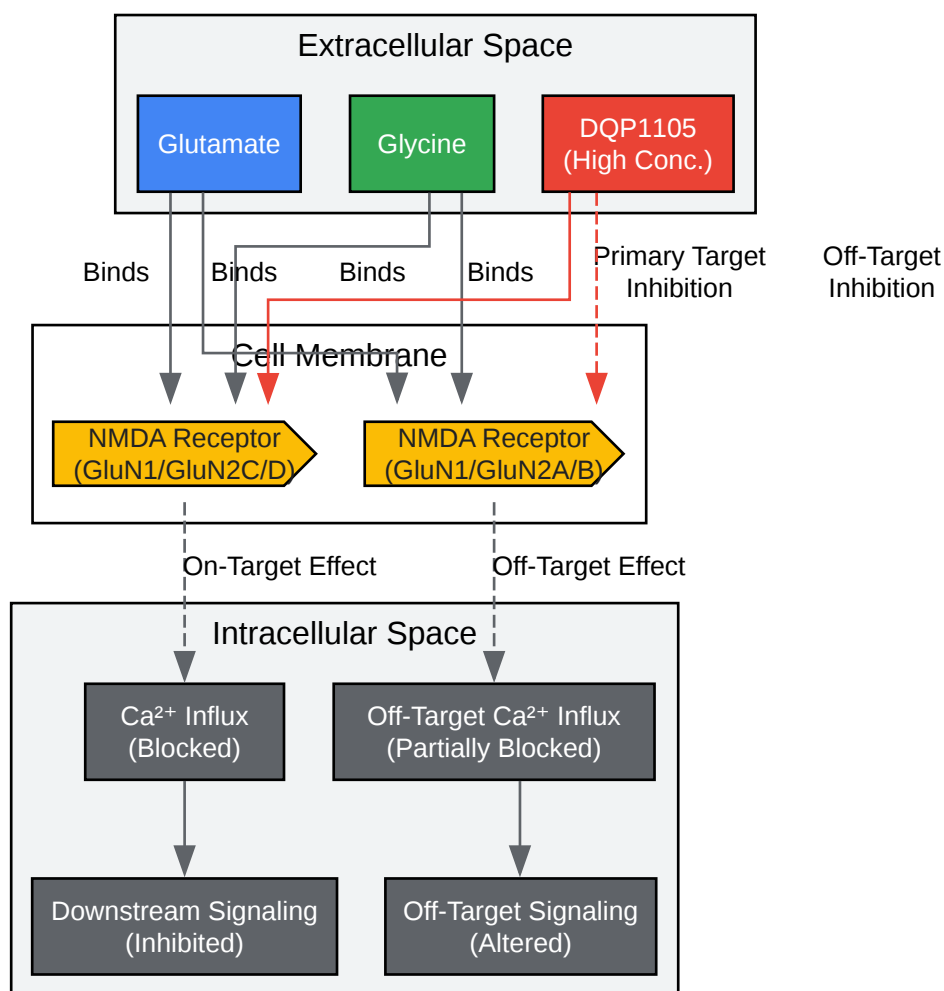 Extracellular Space
Glutamate
Glycine
DQP1105
(High Conc.)
Binds
Binds
Binds
Binds
Primary Target
Inhibition
Off-Target
Inhibition
Cell Membrane
NMDA Receptor
(GluN1/GluN2C/D)
NMDA Receptor
(GluN1/GluN2A/B)
On-Target Effect
Off-Target Effect
Intracellular Space
Ca²⁺ Influx
(Blocked)
Off-Target Ca²⁺ Influx
(Partially Blocked)
Downstream Signaling
(Inhibited)
Off-Target Signaling
(Altered)